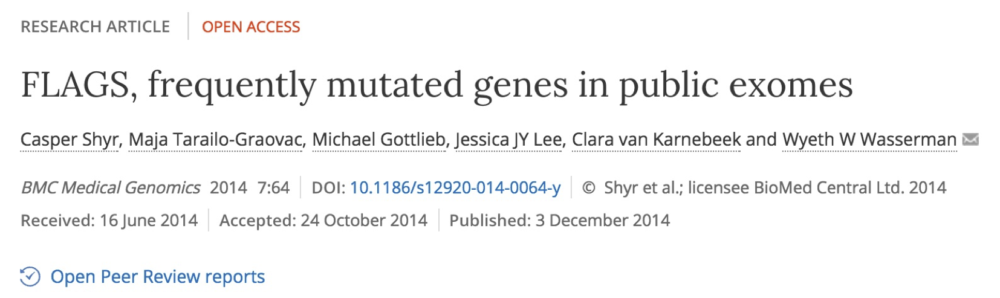 RESEARCH ARTICLE OPEN ACCESS
FLAGS, frequently mutated genes in public exomes
Casper Shyr, Maja Tarailo-Graovac, Michael Gottlieb, Jessica JY Lee, Clara van Karnebeek and Wyeth W Wasserman
BMC Medical Genomics 2014 7:64 DOI: 10.1186/s12920-014-0064-y © Shyr et al.; licensee BioMed Central Ltd. 2014
Received: 16 June 2014 Accepted: 24 October 2014 Published: 3 December 2014
Open Peer Review reports